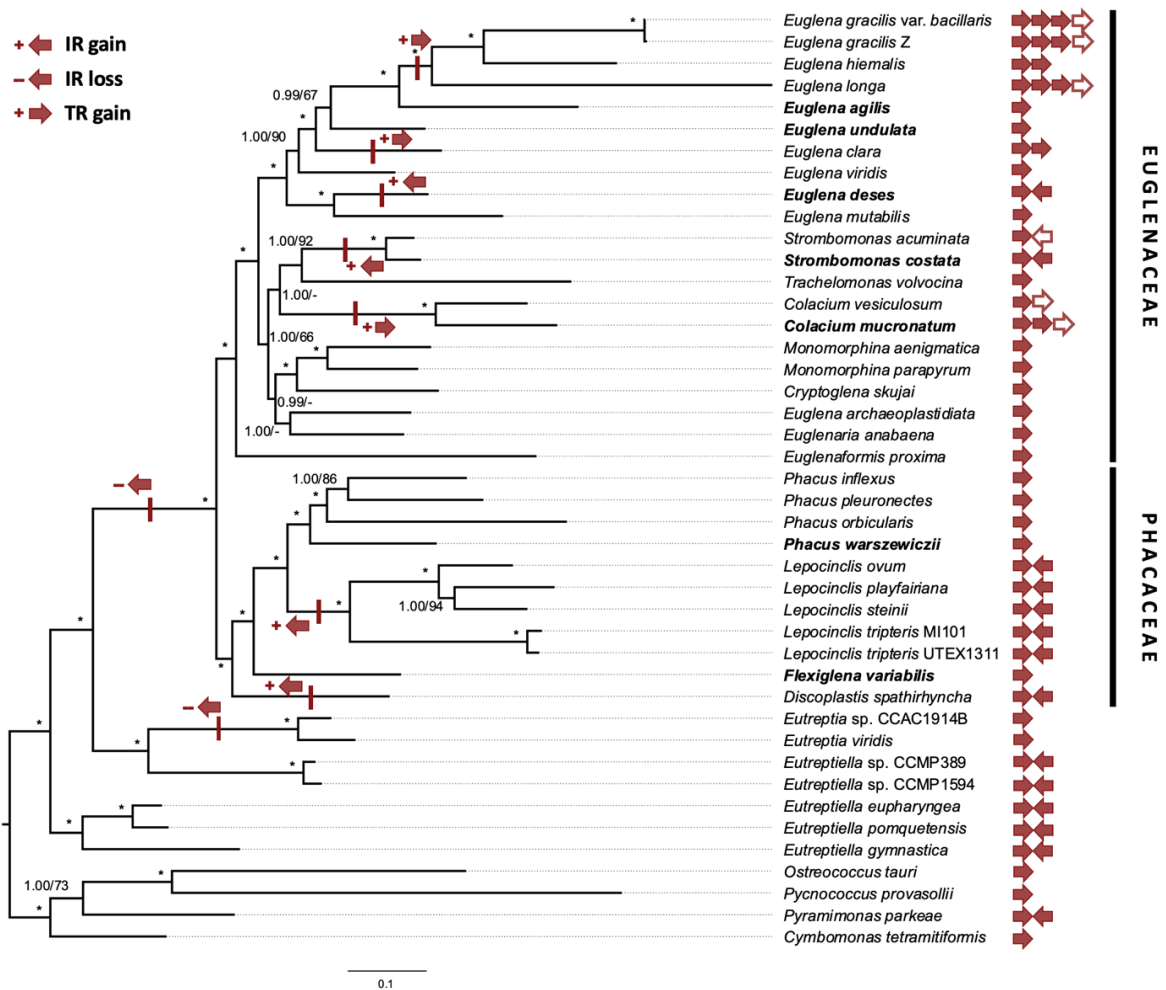 + IR gain
– IR loss
+ TR gain
Euglena gracilis var. bacillaris
*
+
Euglena gracilis Z
*
*
Euglena hiemalis
*
Euglena longa
0.99/67
Euglena agilis
*
Euglena undulata
1.00/90
+
Euglena clara
*
Euglena viridis
+
Euglena deses
*
Euglena mutabilis
1.00/92
*
Strombomonas acuminata
*
Strombomonas costata
+
Trachelomonas volvocina
1.00/-
Colacium vesiculosum
*
Colacium mucronatum
+
1.00/66
Monomorphina aenigmatica
*
*
Monomorphina parapyrum
*
Cryptoglena skujai
0.99/-
Euglena archaeoplastidiata
1.00/-
Euglenaria anabaena
Euglenaformis proxima
EUGLENACEAE
–
1.00/86
Phacus inflexus
*
*
Phacus pleuronectes
*
Phacus orbicularis
Phacus warszewiczii
*
*
Lepocinclis ovum
Lepocinclis playfairiana
1.00/94
*
Lepocinclis steinii
*
+
*
Lepocinclis tripteris MI101
*
Lepocinclis tripteris UTEX1311
*
Flexiglena variabilis
+
Discoplastis spathirhyncha
PHACACEAE
–
*
*
Eutreptia sp. CCAC1914B
*
Eutreptia viridis
*
Eutreptiella sp. CCMP389
Eutreptiella sp. CCMP1594
*
Eutreptiella eupharyngea
*
Eutreptiella pomquetensis
Eutreptiella gymnastica
*
Ostreococcus tauri
1.00/73
Pycnococcus provasollii
*
Pyramimonas parkeae
Cymbomonas tetramitiformis
0.1